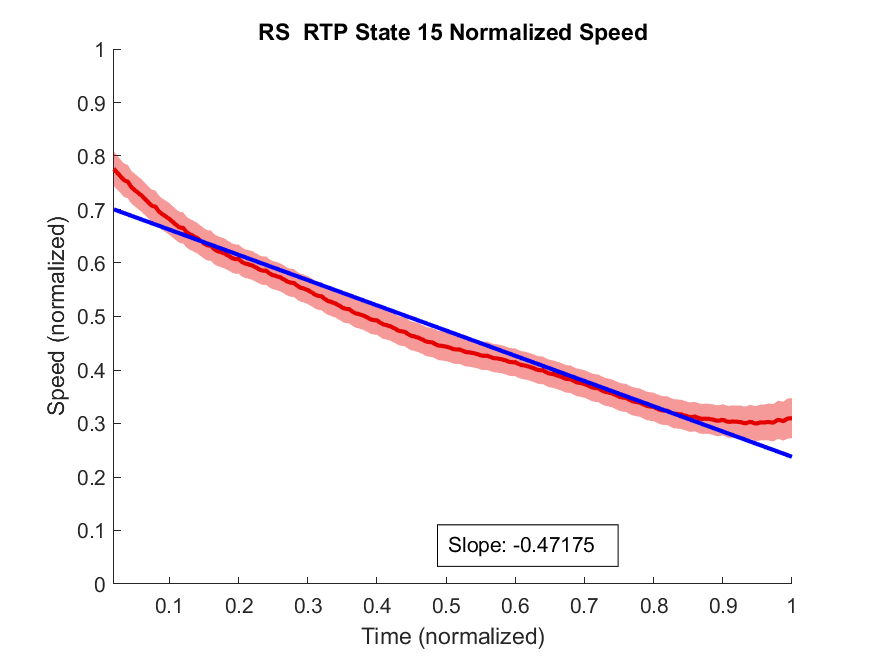 RS  RTP State 15 Normalized Speed
1
0.9
0.8
0.7
0.6
0.5
0.4
0.3
0.2
0.1
0
Speed (normalized)
Slope: -0.47175
0.1 0.2 0.3 0.4 0.5 0.6 0.7 0.8 0.9 1
Time (normalized)